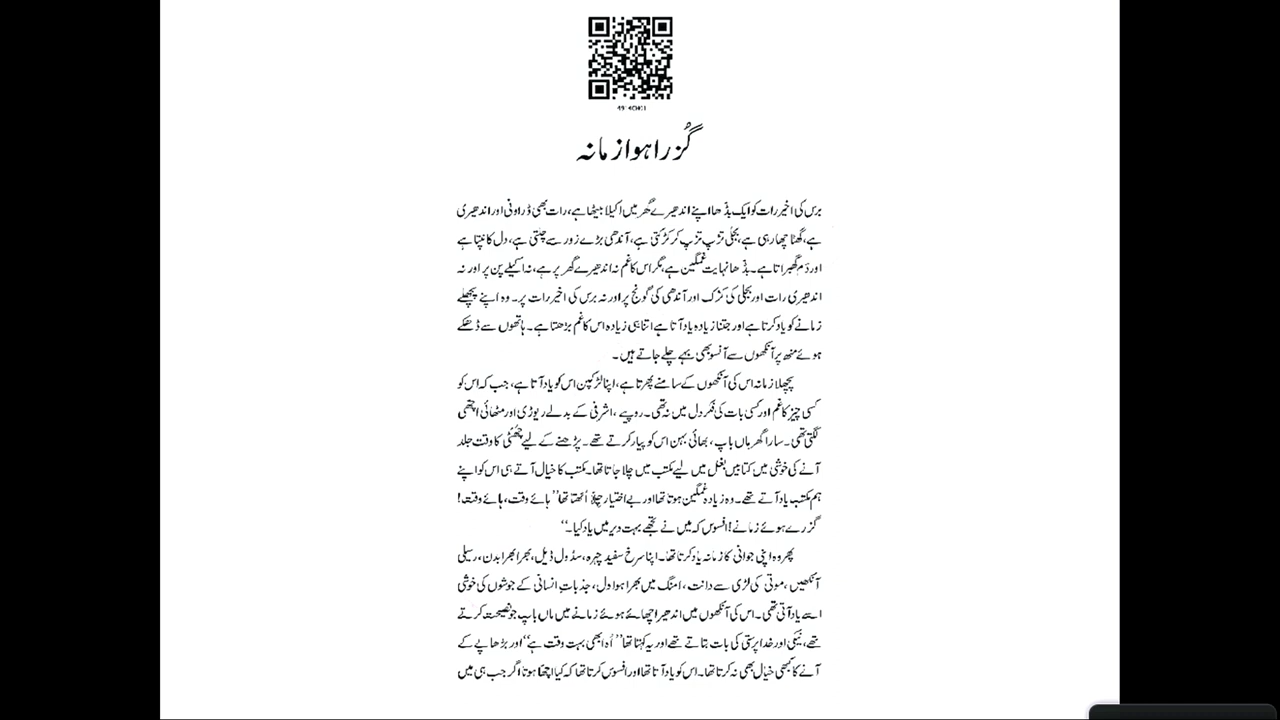 گُزرا ہوا زمانہ
برس کی اخیر رات کو ایک بڈھا اپنے اندھیرے گھر میں اکیلا بیٹھا ہے، رات بھی ڈراونی اور اندھیری
ہے، گھٹا چھا رہی ہے، بجلی تڑپ تڑپ کر کڑکتی ہے، آندھی بڑے زور سے چلتی ہے، دل کانپتا ہے
اور دَم گھبراتا ہے۔ بڈھا نہایت غمگین ہے، مگر اس کا غم نہ اندھیرے گھر پر ہے، نہ اکیلے پن پر اور نہ
اندھیری رات اور بجلی کی کڑک اور آندھی کی گونج پر اور نہ برس کی اخیر رات پر۔ وہ اپنے پچھلے
زمانے کو یاد کرتا ہے اور جتنا زیادہ یاد آتا ہے اتنا ہی زیادہ اس کا غم بڑھتا ہے۔ ہاتھوں سے ڈھکے
ہوئے منھ پر آنکھوں سے آنسو بھی بہے چلے جاتے ہیں۔
پچھلا زمانہ اس کی آنکھوں کے سامنے پھرتا ہے، اپنا لڑکپن اس کو یاد آتا ہے، جب کہ اس کو
کسی چیز کا غم اور کسی بات کی فکر دل میں نہ تھی۔ روپیے، اشرفی کے بدلے ریوڑی اور مٹھائی اچھی
لگتی تھی۔ سارا گھر ماں باپ، بھائی بہن اس کو پیار کرتے تھے۔ پڑھنے کے لیے چُھٹی کا وقت جلد
آنے کی خوشی میں کتابیں بغل میں لیے مکتب میں چلا جاتا تھا۔ مکتب کا خیال آتے ہی اس کو اپنے
ہم مکتب یاد آتے تھے۔ وہ زیادہ غمگین ہوتا تھا اور بے اختیار چلا اُٹھتا تھا ”ہائے وقت، ہائے وقت!
گزرے ہوئے زمانے! افسوس کہ میں نے تجھے بہت دیر میں یاد کیا۔“
پھر وہ اپنی جوانی کا زمانہ یاد کرتا تھا۔ اپنا سرخ سفید چہرہ، سڈول ڈیل، بھرا بھرا بدن، رسیلی
آنکھیں، موتی کی لڑی سے دانت، امنگ میں بھرا ہوا دل، جذباتِ انسانی کے جوشوں کی خوشی
اسے یاد آتی تھی۔ اس کی آنکھوں میں اندھیرا چھائے ہوئے زمانے میں ماں باپ جو نصیحت کرتے
تھے، نیکی اور خدا پرستی کی بات بتاتے تھے اور یہ کہتا تھا ”اُہ ابھی بہت وقت ہے“ اور بڑھاپے کے
آنے کا کبھی خیال بھی نہ کرتا تھا۔ اس کو یاد آتا تھا اور افسوس کرتا تھا کہ کیا اچھا ہوتا اگر جب ہی میں